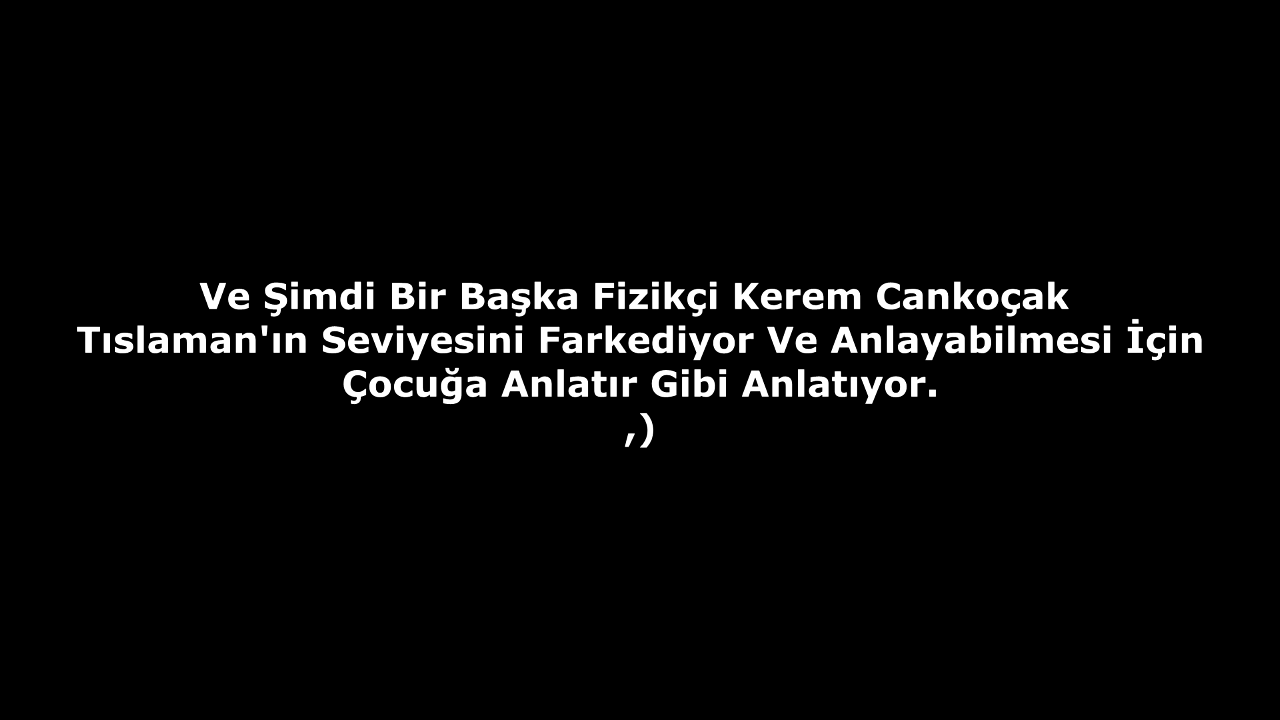 Ve Şimdi Bir Başka Fizikçi Kerem Cankoçak
Tıslaman'ın Seviyesini Farkediyor Ve Anlayabilmesi İçin
Çocuğa Anlatır Gibi Anlatıyor.
,)